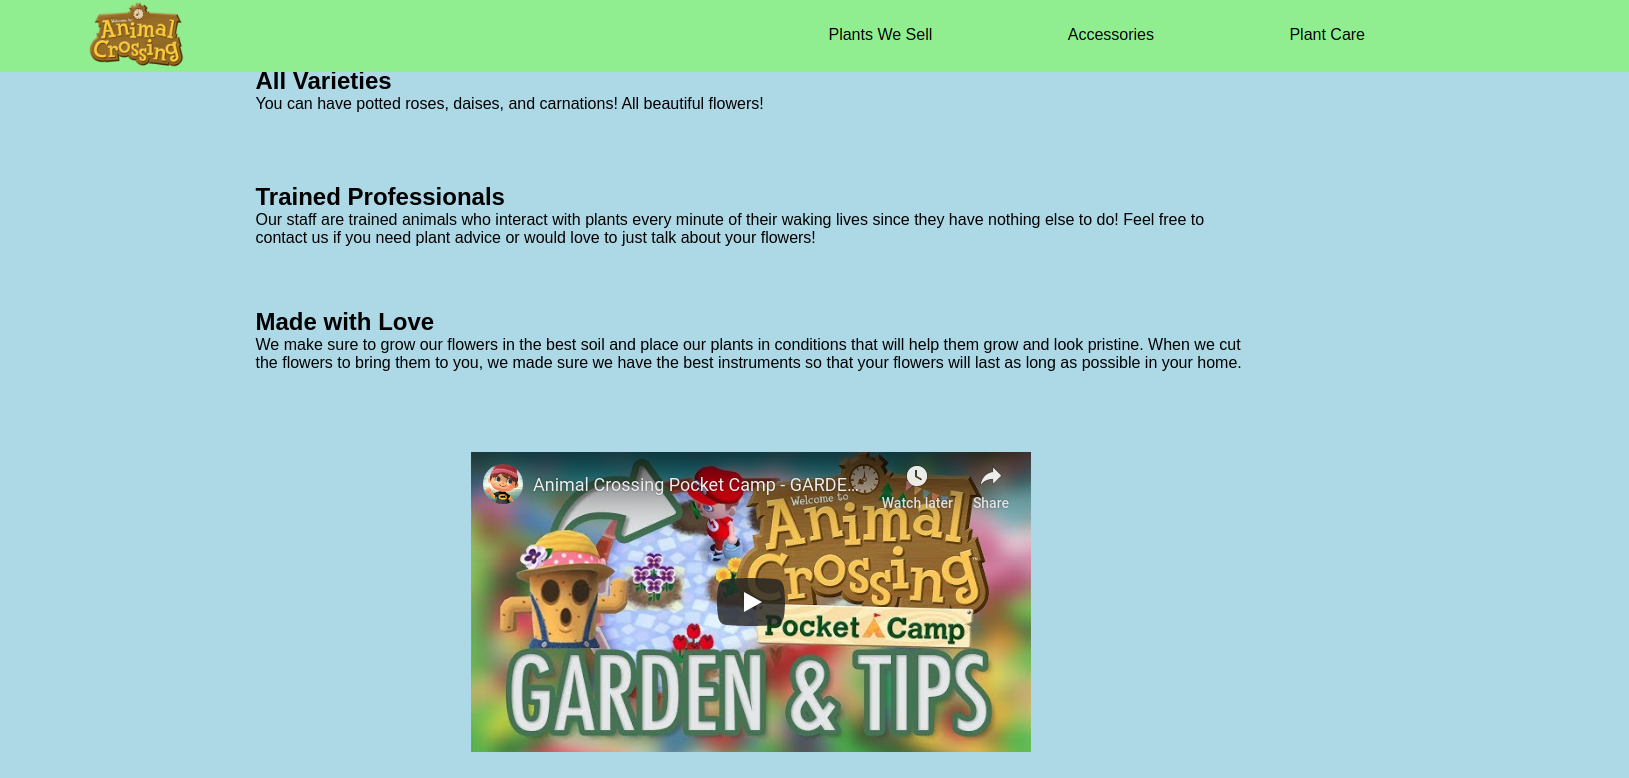 Welcome to
Animal
Crossing
Plants We Sell
Accessories
Plant Care
All Varieties
You can have potted roses, daises, and carnations! All beautiful flowers!
Trained Professionals
Our staff are trained animals who interact with plants every minute of their waking lives since they have nothing else to do! Feel free to
contact us if you need plant advice or would love to just talk about your flowers!
Made with Love
We make sure to grow our flowers in the best soil and place our plants in conditions that will help them grow and look pristine. When we cut
the flowers to bring them to you, we made sure we have the best instruments so that your flowers will last as long as possible in your home.
Animal Crossing Pocket Camp - GARDE...
Watch later
Share
Welcome to
Animal
Crossing
Pocket Camp
GARDEN & TIPS